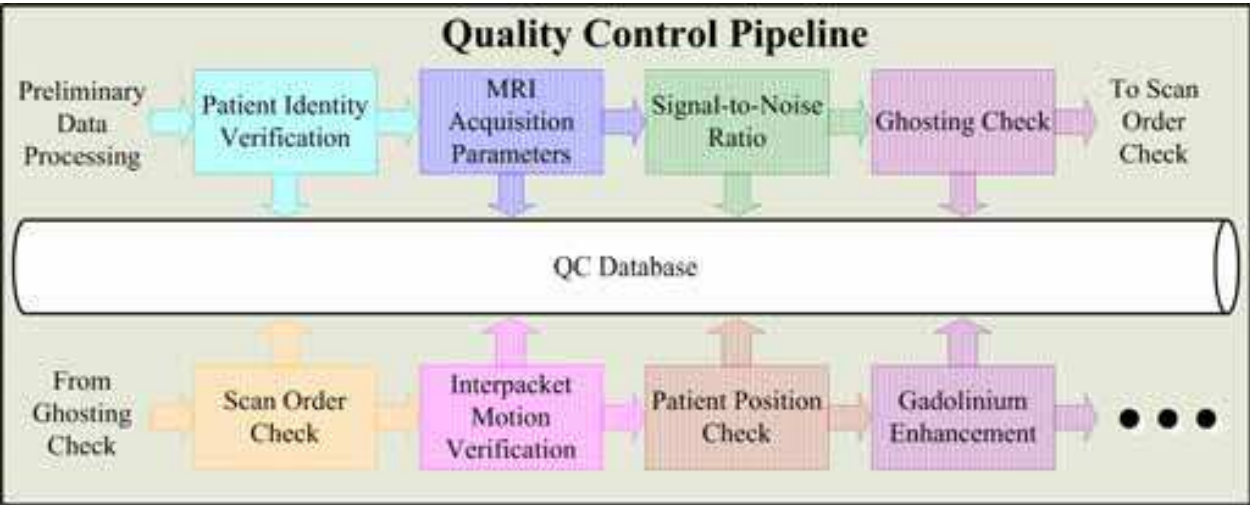 Quality Control Pipeline
Preliminary
Data
Processing
Patient Identity
Verification
MRI
Acquisition
Parameters
Signal-to-Noise
Ratio
Ghosting Check
To Scan
Order
Check
QC Database
From
Ghosting
Check
Scan Order
Check
Interpacket
Motion
Verification
Patient Position
Check
Gadolinium
Enhancement